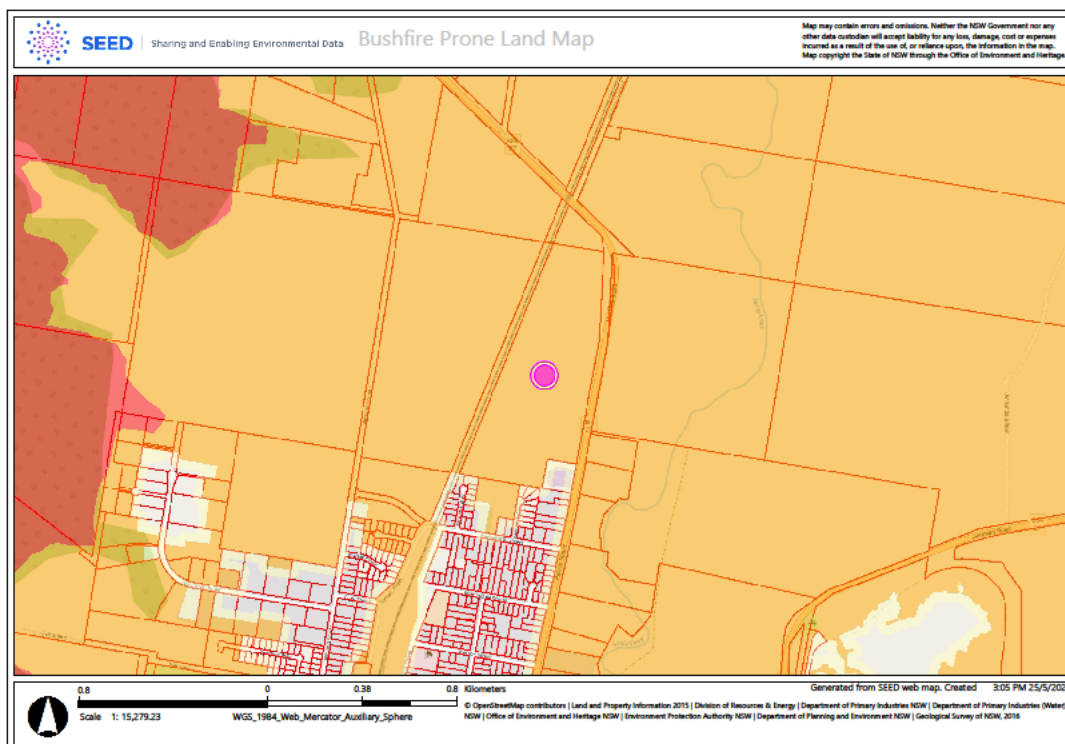 SEED
Sharing and Enabling Environmental Data
Bushfire Prone Land Map
Map may contain errors and omissions. Neither the NSW Government nor any
other data custodian will accept liability for any loss, damage, cost or expenses
incurred as a result of the use of, or reliance upon, the information in the map.
Map copyright the State of NSW through the Office of Environment and Heritage
0.8 0 0.38 0.8 Kilometers
Scale 1: 15,279.23 WGS_1984_Web_Mercator_Auxiliary_Sphere
Generated from SEED web map. Created 3:05 PM 25/5/202
© OpenStreetMap contributors | Land and Property Information 2015 | Division of Resources & Energy | Department of Primary Industries NSW | Department of Primary Industries (Water)
NSW | Office of Environment and Heritage NSW | Environment Protection Authority NSW | Department of Planning and Environment NSW | Geological Survey of NSW, 2016